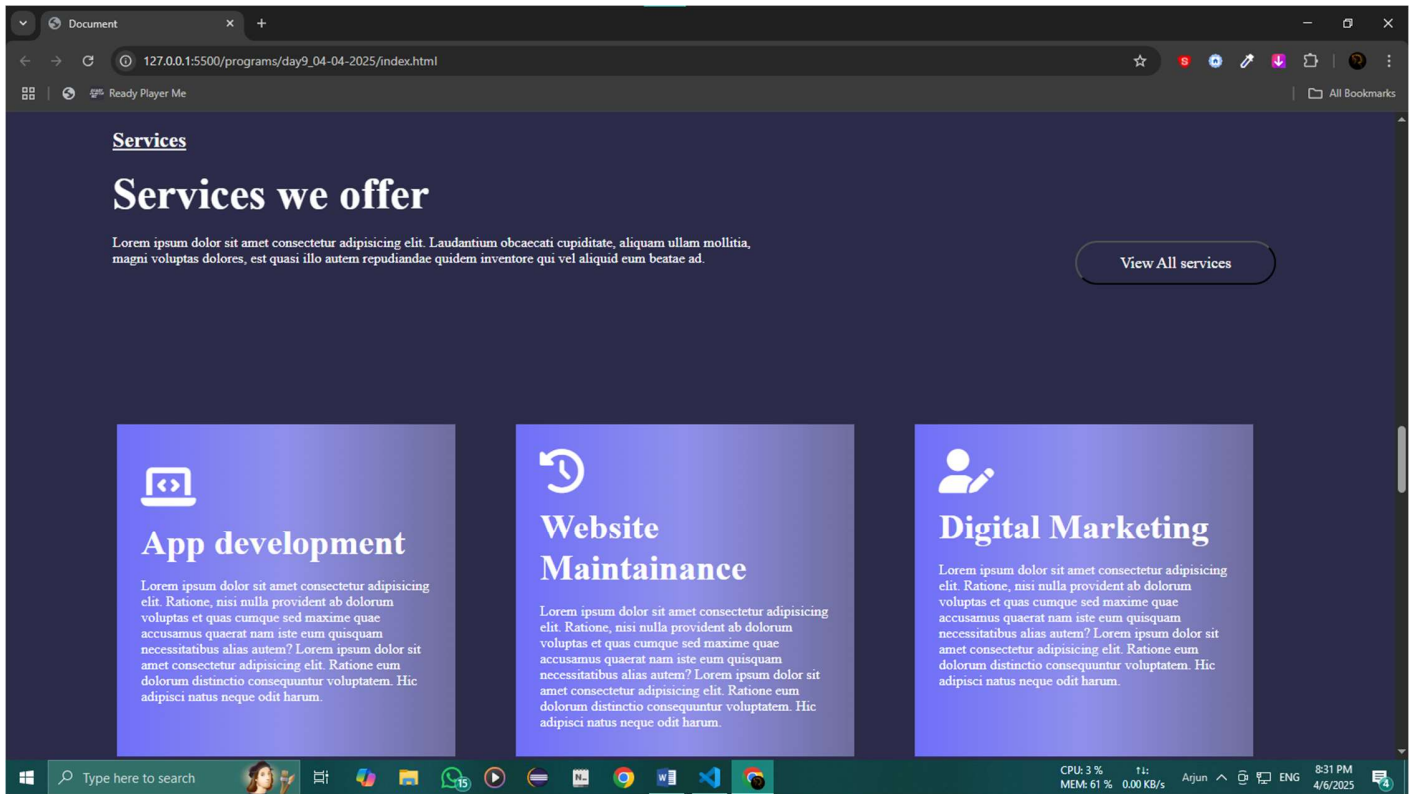 Document
127.0.0.1:5500/programs/day9_04-04-2025/index.html
Ready Player Me
All Bookmarks
Services
Services we offer
Lorem ipsum dolor sit amet consectetur adipisicing elit. Laudantium obcaecati cupiditate, aliquam ullam mollitia,
magni voluptas dolores, est quasi illo autem repudiandae quidem inventore qui vel aliquid eum beatae ad.
View All services
App development
Lorem ipsum dolor sit amet consectetur adipisicing
elit. Ratione, nisi nulla provident ab dolorum
voluptas et quas cumque sed maxime quae
accusamus quaerat nam iste eum quisquam
necessitatibus alias autem? Lorem ipsum dolor sit
amet consectetur adipisicing elit. Ratione eum
dolorum distinctio consequuntur voluptatem. Hic
adipisci natus neque odit harum.
Website
Maintainance
Lorem ipsum dolor sit amet consectetur adipisicing
elit. Ratione, nisi nulla provident ab dolorum
voluptas et quas cumque sed maxime quae
accusamus quaerat nam iste eum quisquam
necessitatibus alias autem? Lorem ipsum dolor sit
amet consectetur adipisicing elit. Ratione eum
dolorum distinctio consequuntur voluptatem. Hic
adipisci natus neque odit harum.
Digital Marketing
Lorem ipsum dolor sit amet consectetur adipisicing
elit. Ratione, nisi nulla provident ab dolorum
voluptas et quas cumque sed maxime quae
accusamus quaerat nam iste eum quisquam
necessitatibus alias autem? Lorem ipsum dolor sit
amet consectetur adipisicing elit. Ratione eum
dolorum distinctio consequuntur voluptatem. Hic
adipisci natus neque odit harum.
Type here to search
15
CPU: 3 %
MEM: 61 % 0.00 KB/s
Arjun
ENG
8:31 PM
4/6/2025
4